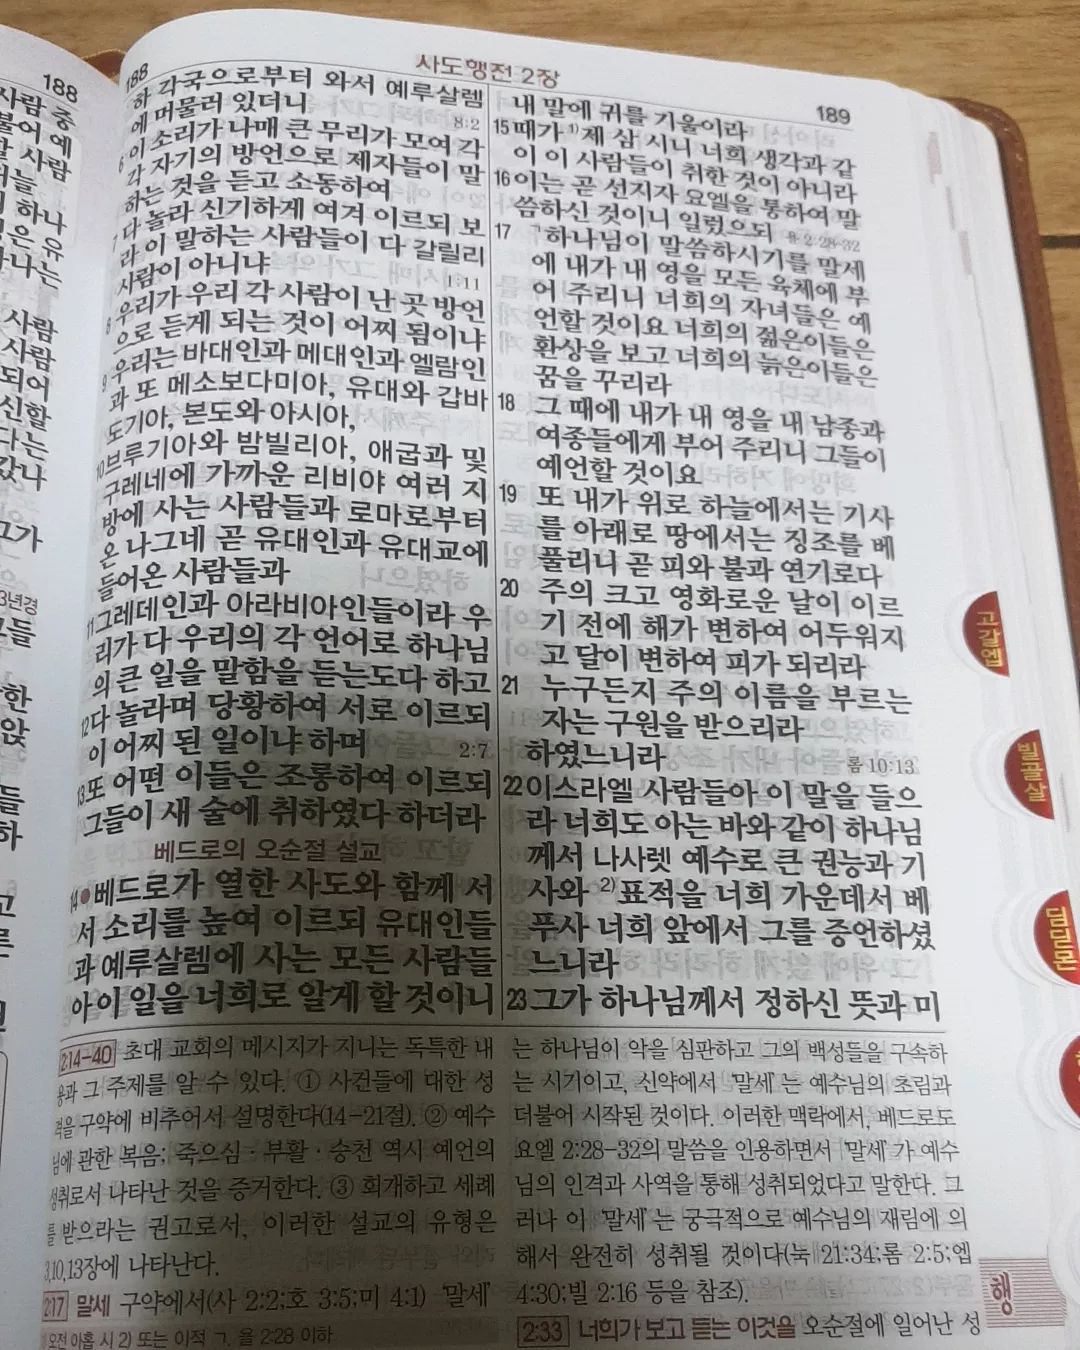 188
사람 중
사람
하나
사람
사람
되어
188
사도행전 2장
189
하 각국으로부터 와서 예루살렘
에 머물러 있더니
8:2
6 이 소리가 나매 큰 무리가 모여 각
각 자기의 방언으로 제자들이 말
하는 것을 듣고 소동하여
7 다 놀라 신기하게 여겨 이르되 보
라 이 말하는 사람들이 다 갈릴리
사람이 아니냐
1:11
8 우리가 우리 각 사람이 난 곳 방언
으로 듣게 되는 것이 어찌 됨이냐
9 우리는 바대인과 메대인과 엘람인
과 또 메소보다미아, 유대와 갑바
도기아, 본도와 아시아,
10 브루기아와 밤빌리아, 애굽과 및
구레네에 가까운 리비야 여러 지
방에 사는 사람들과 로마로부터
온 나그네 곧 유대인과 유대교에
들어온 사람들과
11 그레데인과 아라비아인들이라 우
리가 다 우리의 각 언어로 하나님
의 큰 일을 말함을 듣는도다 하고
12 다 놀라며 당황하여 서로 이르되
이 어찌 된 일이냐 하며
2:7
13 또 어떤 이들은 조롱하여 이르되
그들이 새 술에 취하였다 하더라
베드로의 오순절 설교
14 ● 베드로가 열한 사도와 함께 서
서 소리를 높여 이르되 유대인들
과 예루살렘에 사는 모든 사람들
아 이 일을 너희로 알게 할 것이니
내 말에 귀를 기울이라
15 때가 1) 제 삼 시니 너희 생각과 같
이 이 사람들이 취한 것이 아니라
16 이는 곧 선지자 요엘을 통하여 말
씀하신 것이니 일렀으되 욜 2:28-32
17 「하나님이 말씀하시기를 말세
에 내가 내 영을 모든 육체에 부
어 주리니 너희의 자녀들은 예
언할 것이요 너희의 젊은이들은
환상을 보고 너희의 늙은이들은
꿈을 꾸리라
18 그 때에 내가 내 영을 내 남종과
여종들에게 부어 주리니 그들이
예언할 것이요
19 또 내가 위로 하늘에서는 기사
를 아래로 땅에서는 징조를 베
풀리니 곧 피와 불과 연기로다
20 주의 크고 영화로운 날이 이르
기 전에 해가 변하여 어두워지
고 달이 변하여 피가 되리라
21 누구든지 주의 이름을 부르는
자는 구원을 받으리라
하였느니라
롬 10:13
22 이스라엘 사람들아 이 말을 들으
라 너희도 아는 바와 같이 하나님
께서 나사렛 예수로 큰 권능과 기
사와 2) 표적을 너희 가운데서 베
푸사 너희 앞에서 그를 증언하셨
느니라
23 그가 하나님께서 정하신 뜻과 미
2:14-40 초대 교회의 메시지가 지니는 독특한 내
용과 그 주제를 알 수 있다. ① 사건들에 대한 성
격을 구약에 비추어서 설명한다(14-21절). ② 예수
님에 관한 복음; 죽으심·부활·승천 역시 예언의
성취로서 나타난 것을 증거한다. ③ 회개하고 세례
를 받으라는 권고로서, 이러한 설교의 유형은
3,10,13장에 나타난다.
2:17 말세 구약에서(사 2:2;호 3:5;미 4:1) '말세'
는 하나님이 악을 심판하고 그의 백성들을 구속하
는 시기이고, 신약에서 '말세'는 예수님의 초림과
더불어 시작된 것이다. 이러한 맥락에서, 베드로도
요엘 2:28-32의 말씀을 인용하면서 '말세'가 예수
님의 인격과 사역을 통해 성취되었다고 말한다. 그
러나 이 '말세'는 궁극적으로 예수님의 재림에 의
해서 완전히 성취될 것이다(눅 21:34;롬 2:5;엡
4:30;빌 2:16 등을 참조).
2:33 너희가 보고 듣는 이것을 오순절에 일어난 성
오전 아홉 시 2) 또는 이적 ㄱ. 욜 2:28 이하
고갈엡
빌골살
딤딛몬
행